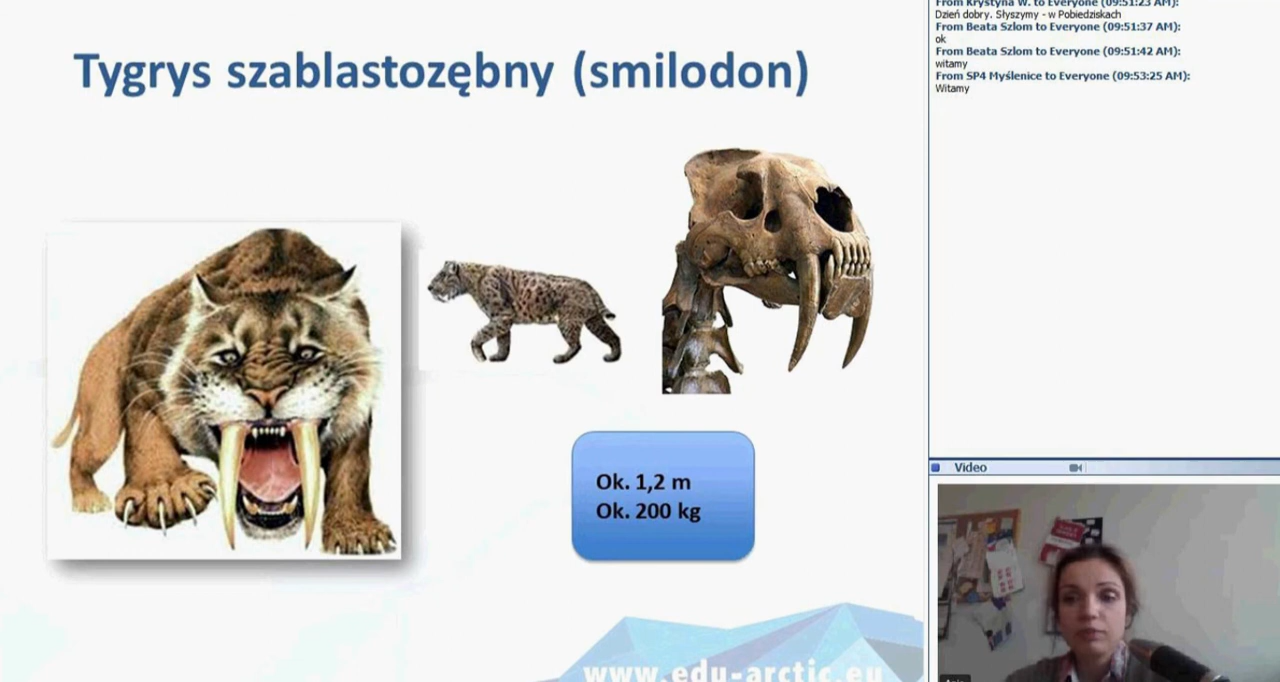 Tygrys szablastozębny (smilodon)
Ok. 1,2 m
Ok. 200 kg
www.edu-arctic.eu
From Krystyna W. to Everyone (09:51:23 AM):
Dzień dobry. Słyszymy - w Pobiedziskach
From Beata Szlom to Everyone (09:51:37 AM):
ok
From Beata Szlom to Everyone (09:51:42 AM):
witamy
From SP4 Myślenice to Everyone (09:53:25 AM):
Witamy
Video